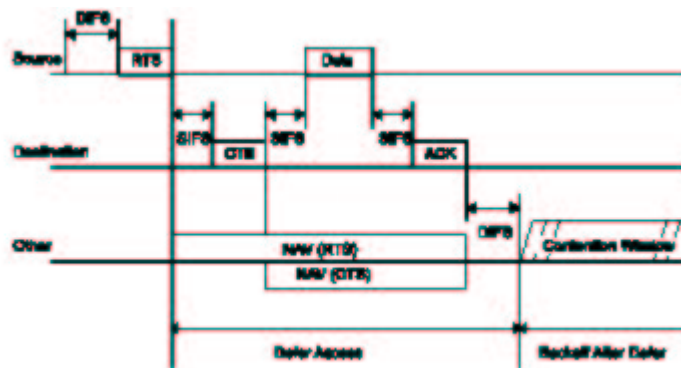 DIFS
Source
RTS
Data
SIFS
SIFS
SIFS
Destination
CTS
ACK
DIFS
Other
NAV (RTS)
Contention Window
NAV (CTS)
Defer Access
Backoff After Defer